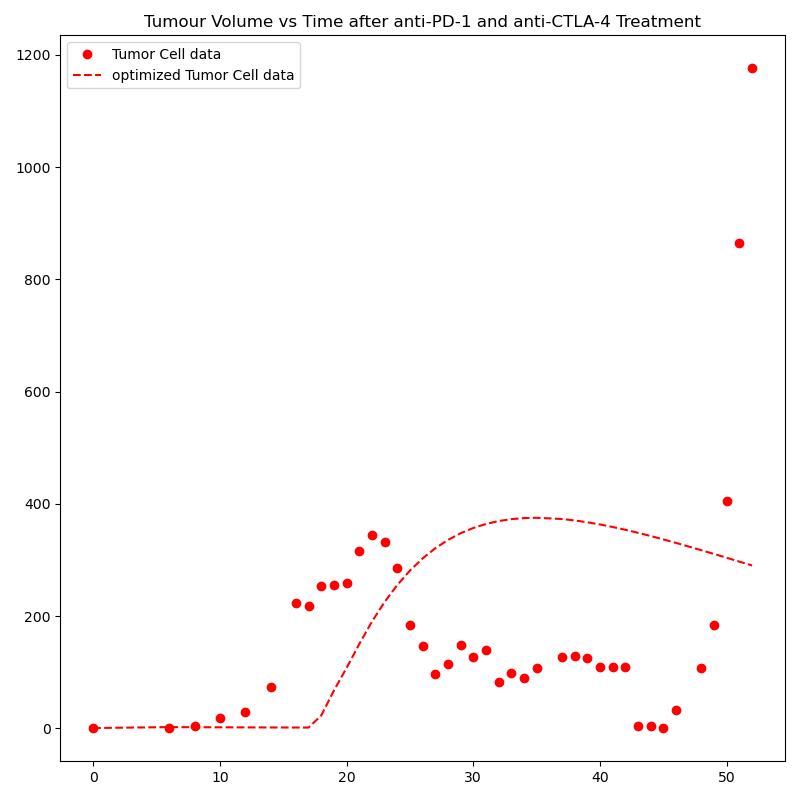 Tumour Volume vs Time after anti-PD-1 and anti-CTLA-4 Treatment
Tumor Cell data
optimized Tumor Cell data
1200
1000
800
600
400
200
0
0 10 20 30 40 50